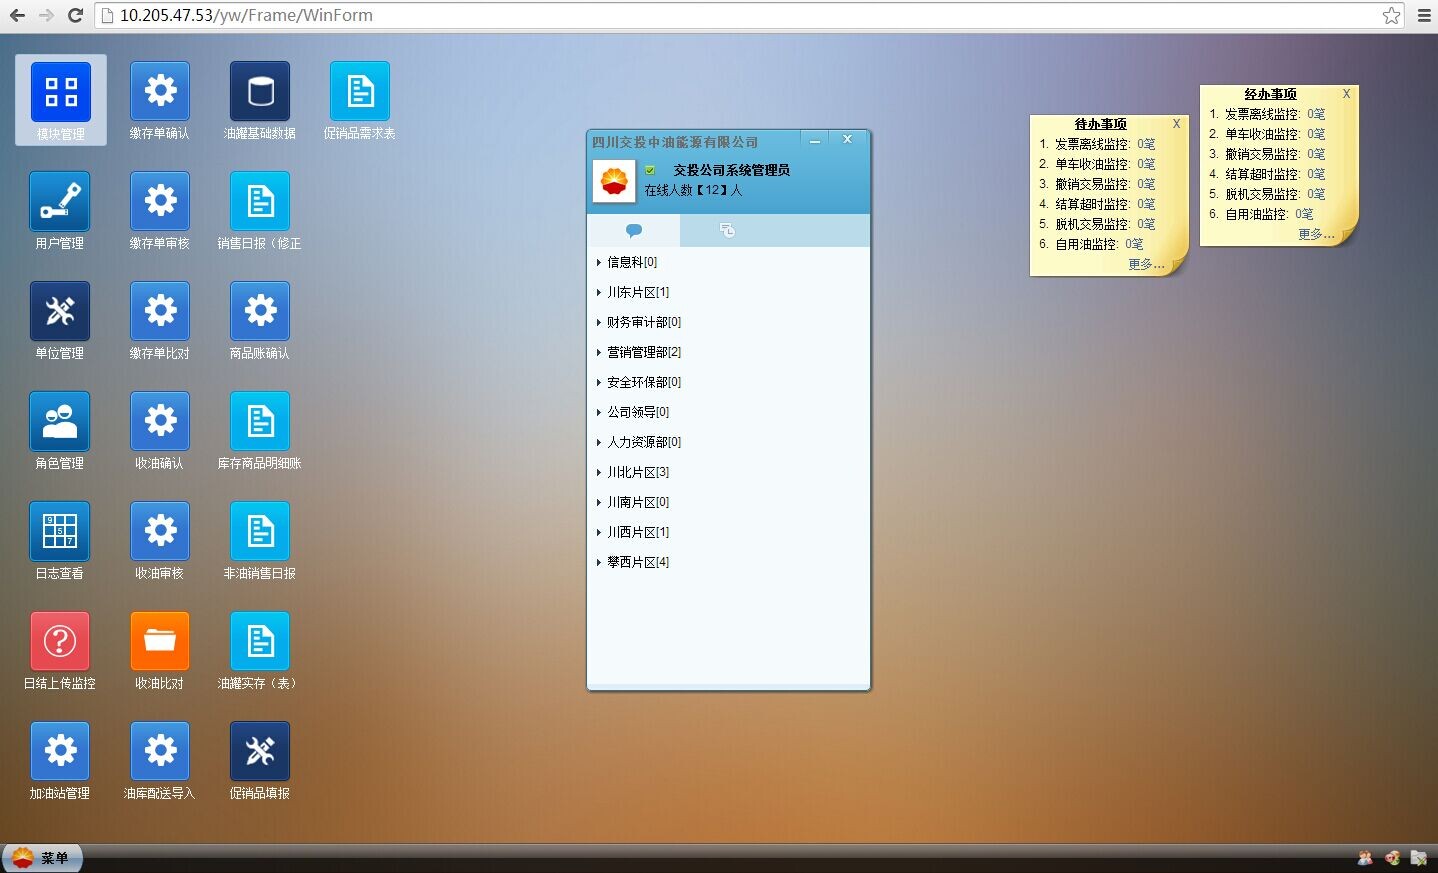 10.205.47.53/yw/Frame/WinForm
模块管理
缴存单确认
油罐基础数据
促销品需求表
用户管理
缴存单审核
销售日报（修正
单位管理
缴存单比对
商品账确认
角色管理
收油确认
库存商品明细账
日志查看
收油审核
非油销售日报
日结上传监控
收油比对
油罐实存（表）
加油站管理
油库配送导入
促销品填报
四川交投中油能源有限公司
交投公司系统管理员
在线人数【12】人
信息科[0]
川东片区[1]
财务审计部[0]
营销管理部[2]
安全环保部[0]
公司领导[0]
人力资源部[0]
川北片区[3]
川南片区[0]
川西片区[1]
攀西片区[4]
待办事项 X
1. 发票离线监控: 0笔
2. 单车收油监控: 0笔
3. 撤销交易监控: 0笔
4. 结算超时监控: 0笔
5. 脱机交易监控: 0笔
6. 自用油监控: 0笔
更多...
经办事项 X
1. 发票离线监控: 0笔
2. 单车收油监控: 0笔
3. 撤销交易监控: 0笔
4. 结算超时监控: 0笔
5. 脱机交易监控: 0笔
6. 自用油监控: 0笔
更多...
菜单